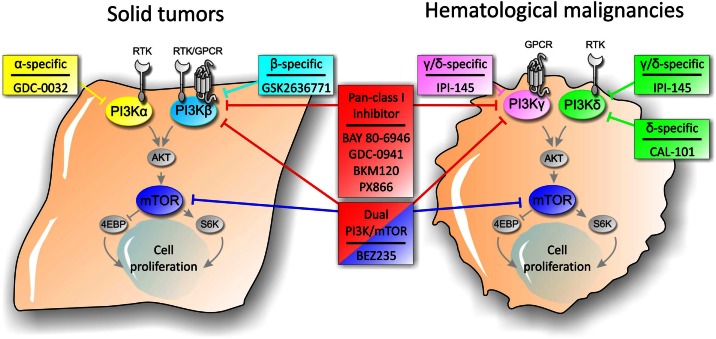 Solid tumors
Hematological malignancies
RTK
RTK/GPCR
GPCR
RTK
α-specific
GDC-0032
β-specific
GSK2636771
γ/δ-specific
IPI-145
γ/δ-specific
IPI-145
δ-specific
CAL-101
PI3Kα
PI3Kβ
Pan-class I
inhibitor
BAY 80-6946
GDC-0941
BKM120
PX866
PI3Kγ
PI3Kδ
AKT
mTOR
4EBP
S6K
Cell
proliferation
Dual
PI3K/mTOR
BEZ235
AKT
mTOR
4EBP
S6K
Cell
proliferation